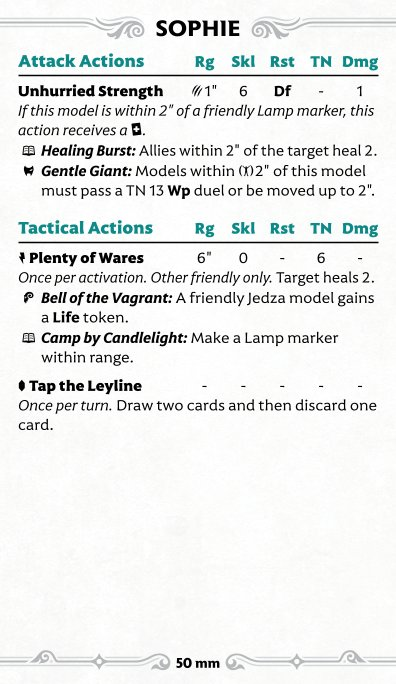 SOPHIE
Attack Actions Rg Skl Rst TN Dmg
Unhurried Strength 1" 6 Df - 1
If this model is within 2" of a friendly Lamp marker, this
action receives a .
Healing Burst: Allies within 2" of the target heal 2.
Gentle Giant: Models within 2" of this model
must pass a TN 13 Wp duel or be moved up to 2".
Tactical Actions Rg Skl Rst TN Dmg
Plenty of Wares 6" 0 - 6 -
Once per activation. Other friendly only. Target heals 2.
Bell of the Vagrant: A friendly Jedza model gains
a Life token.
Camp by Candlelight: Make a Lamp marker
within range.
Tap the Leyline - - - - -
Once per turn. Draw two cards and then discard one
card.
50 mm